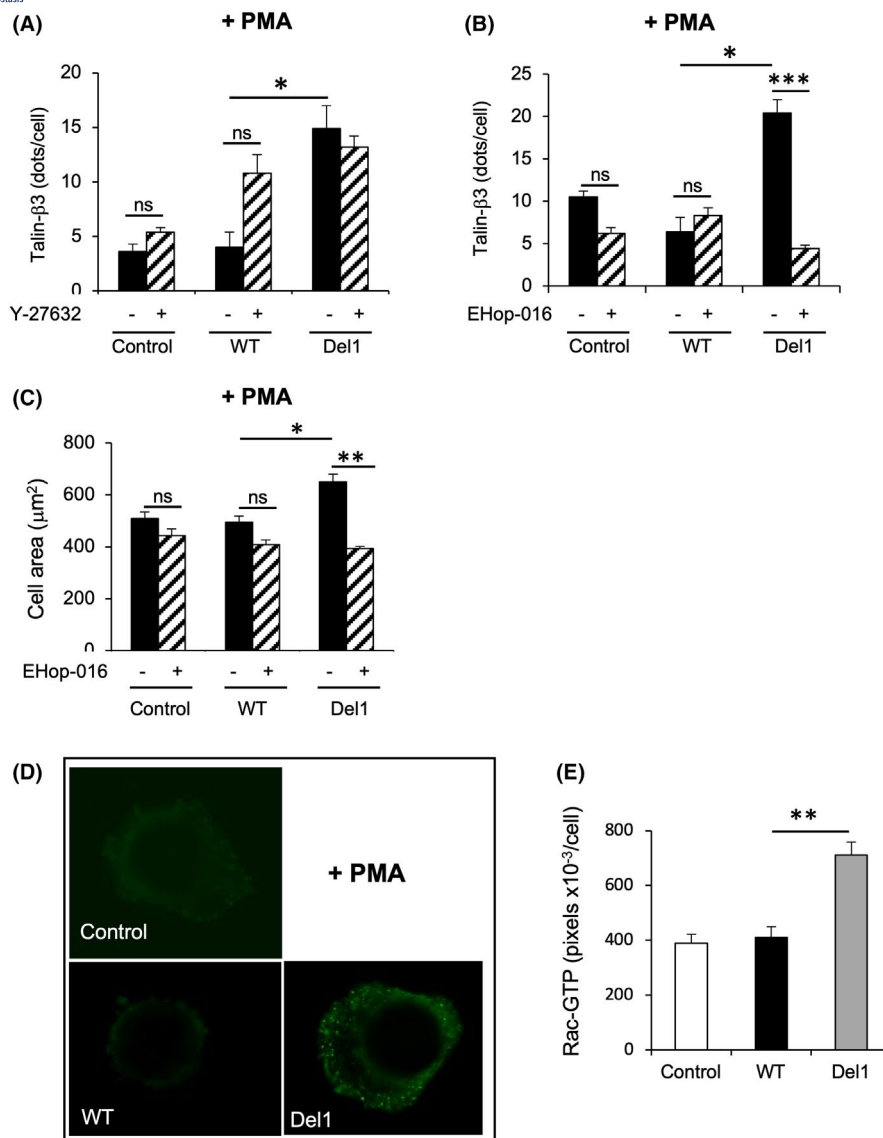 (A)
+ PMA
Talin-β3 (dots/cell)
20
15
10
5
0
ns
ns
*
Y-27632 - + - + - +
Control WT Del1
(B)
+ PMA
Talin-β3 (dots/cell)
25
20
15
10
5
0
ns
ns
*
***
EHop-016 - + - + - +
Control WT Del1
(C)
+ PMA
Cell area (µm²)
800
600
400
200
0
ns
ns
*
**
EHop-016 - + - + - +
Control WT Del1
(D)
Control
+ PMA
WT
Del1
(E)
Rac-GTP (pixels x10⁻³/cell)
800
600
400
200
0
**
Control WT Del1